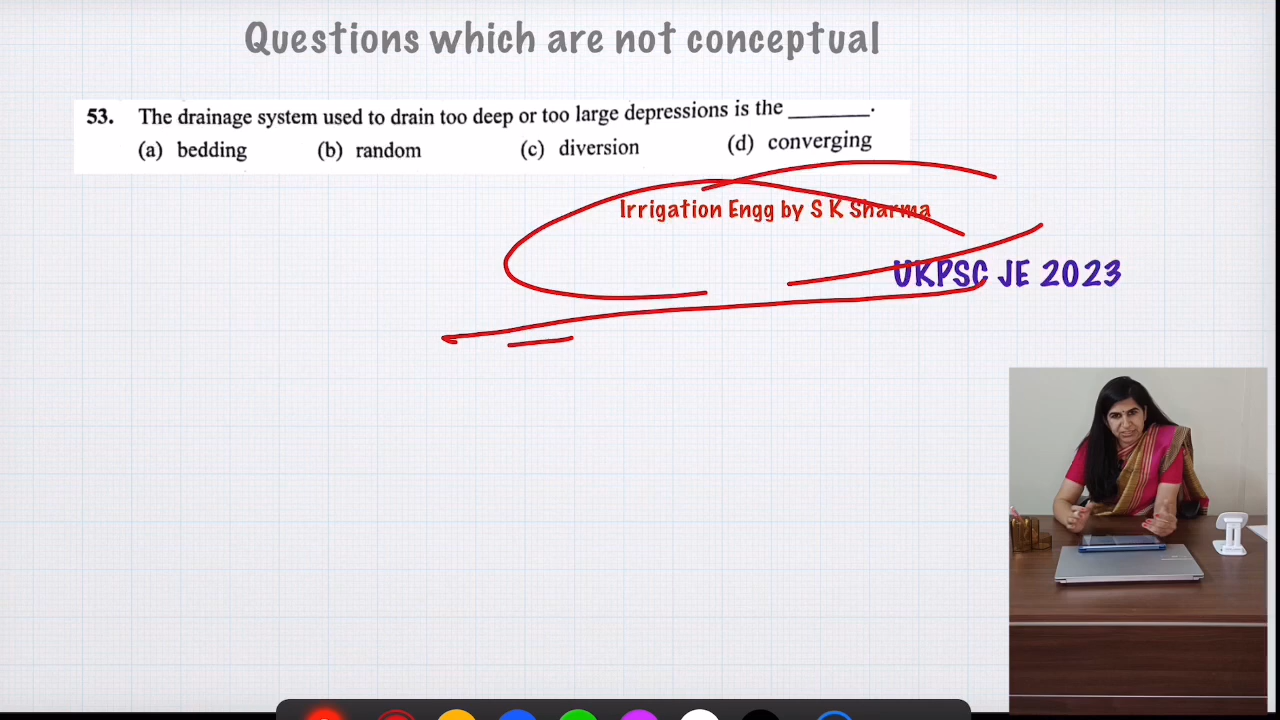 Questions which are not conceptual
53. The drainage system used to drain too deep or too large depressions is the ________.
(a) bedding (b) random (c) diversion (d) converging
Irrigation Engg by S K Sharma
UKPSC JE 2023